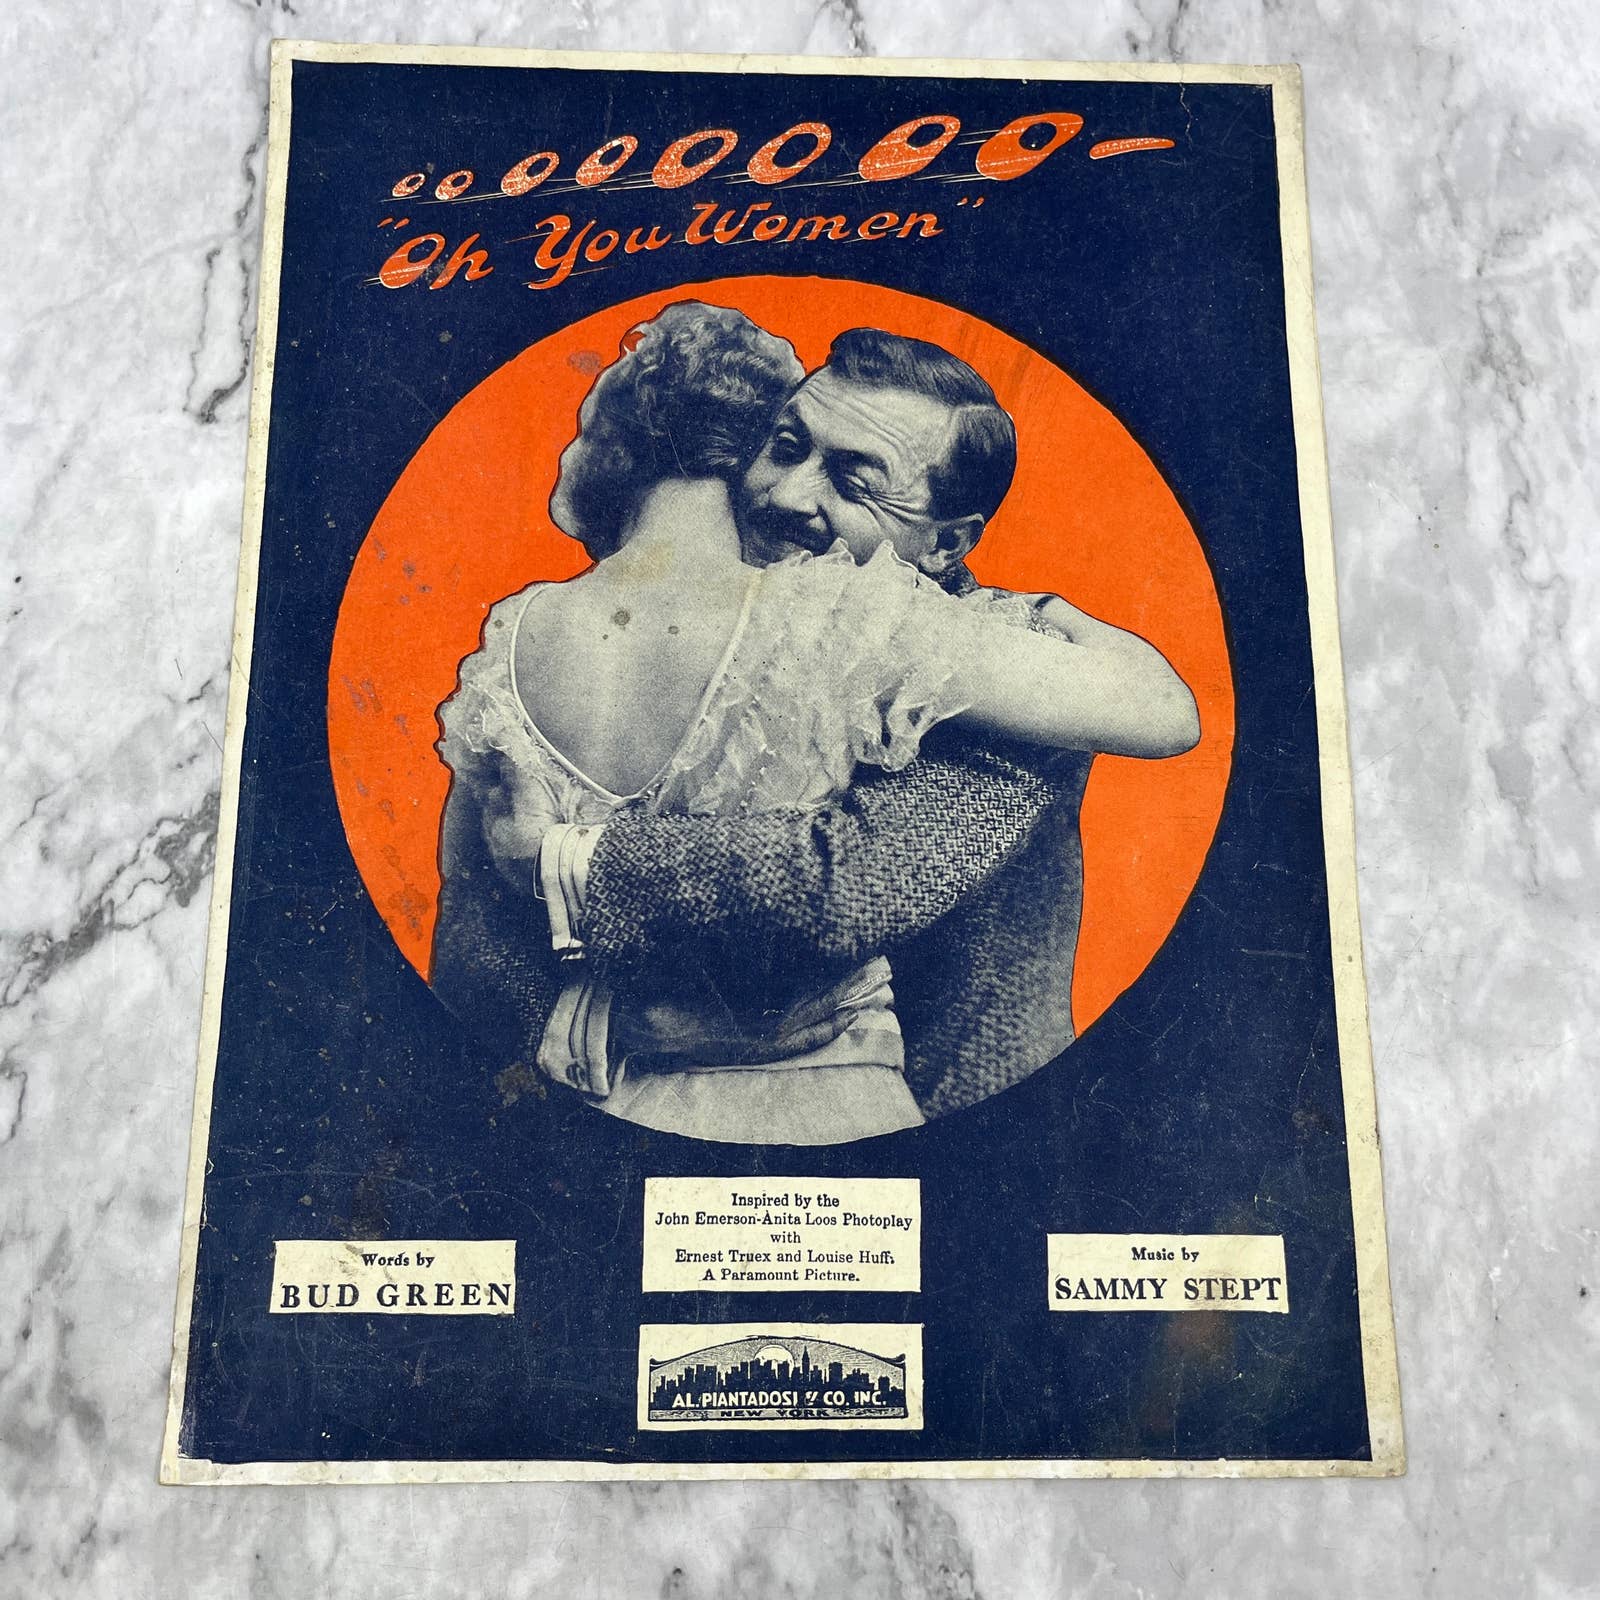 oooooooo—
"Oh You Women"
Inspired by the
John Emerson-Anita Loos Photoplay
with
Ernest Truex and Louise Huff.
A Paramount Picture.
Words by
BUD GREEN
Music by
SAMMY STEPT
AL. PIANTADOSI & CO. INC.
NEW YORK